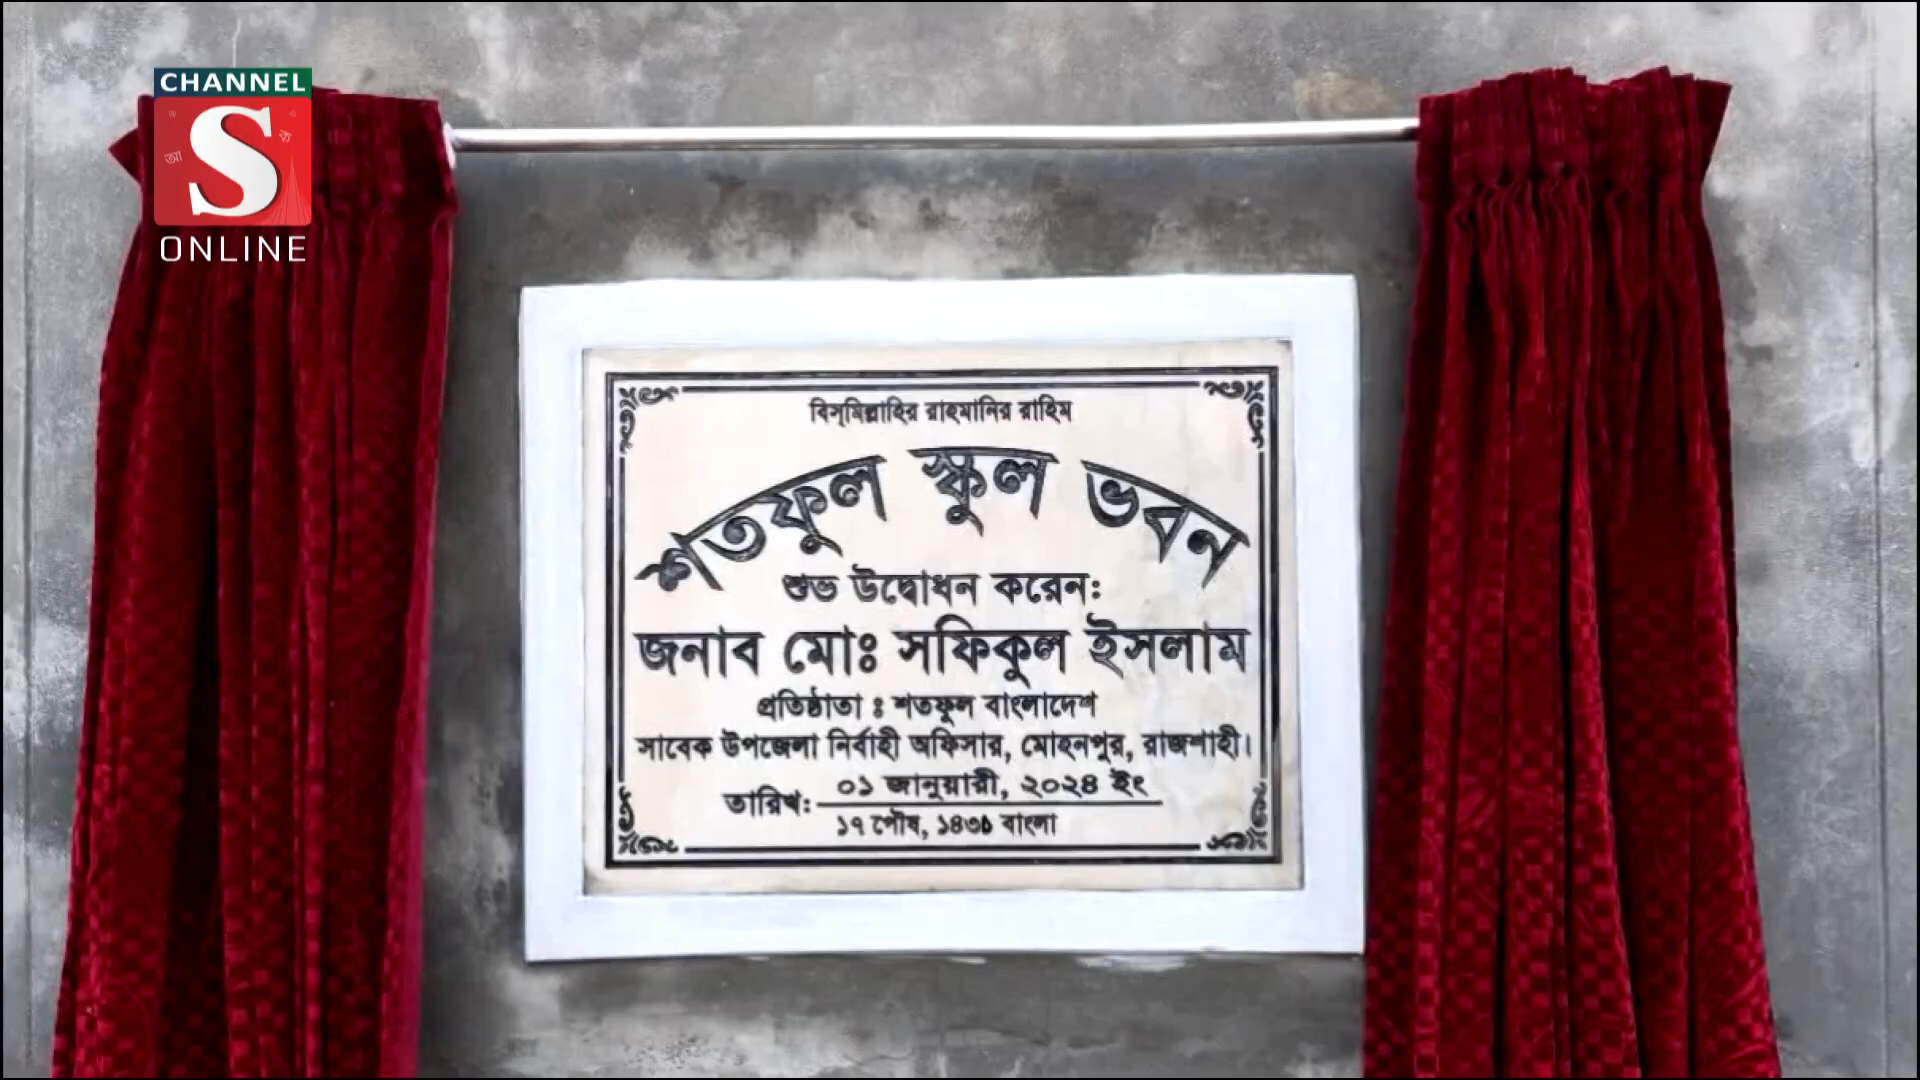 CHANNEL
S
ONLINE
বিস্‌মিল্লাহির রাহমানির রাহিম
শতফুল স্কুল ভবন
শুভ উদ্বোধন করেন:
জনাব মোঃ সফিকুল ইসলাম
প্রতিষ্ঠাতা : শতফুল বাংলাদেশ
সাবেক উপজেলা নির্বাহী অফিসার, মোহনপুর, রাজশাহী।
তারিখ: ০১ জানুয়ারী, ২০২৪ ইং
১৭ পৌষ, ১৪৩০ বাংলা